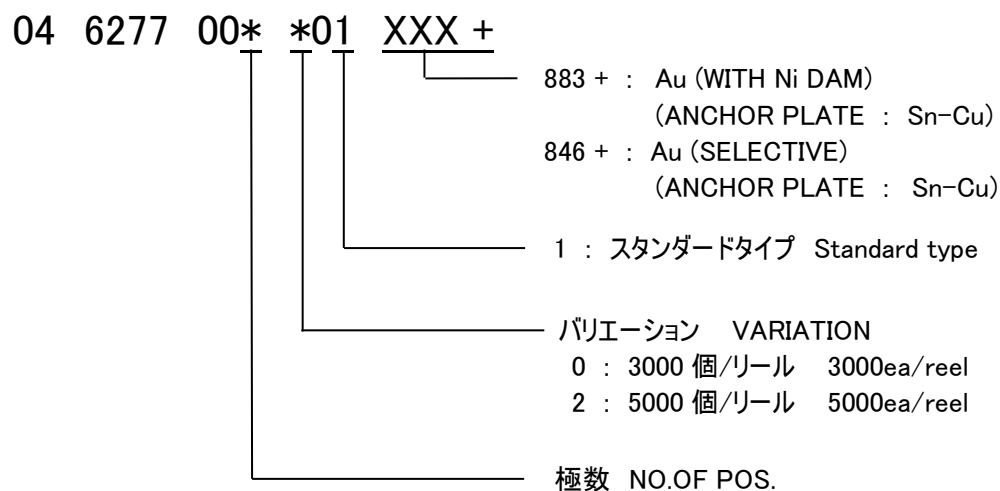 04 6277 00* *01 XXX +
883 + : Au (WITH Ni DAM)
(ANCHOR PLATE : Sn-Cu)
846 + : Au (SELECTIVE)
(ANCHOR PLATE : Sn-Cu)
1 : スタンダードタイプ Standard type
バリエーション VARIATION
0 : 3000 個/リール 3000ea/reel
2 : 5000 個/リール 5000ea/reel
極数 NO.OF POS.